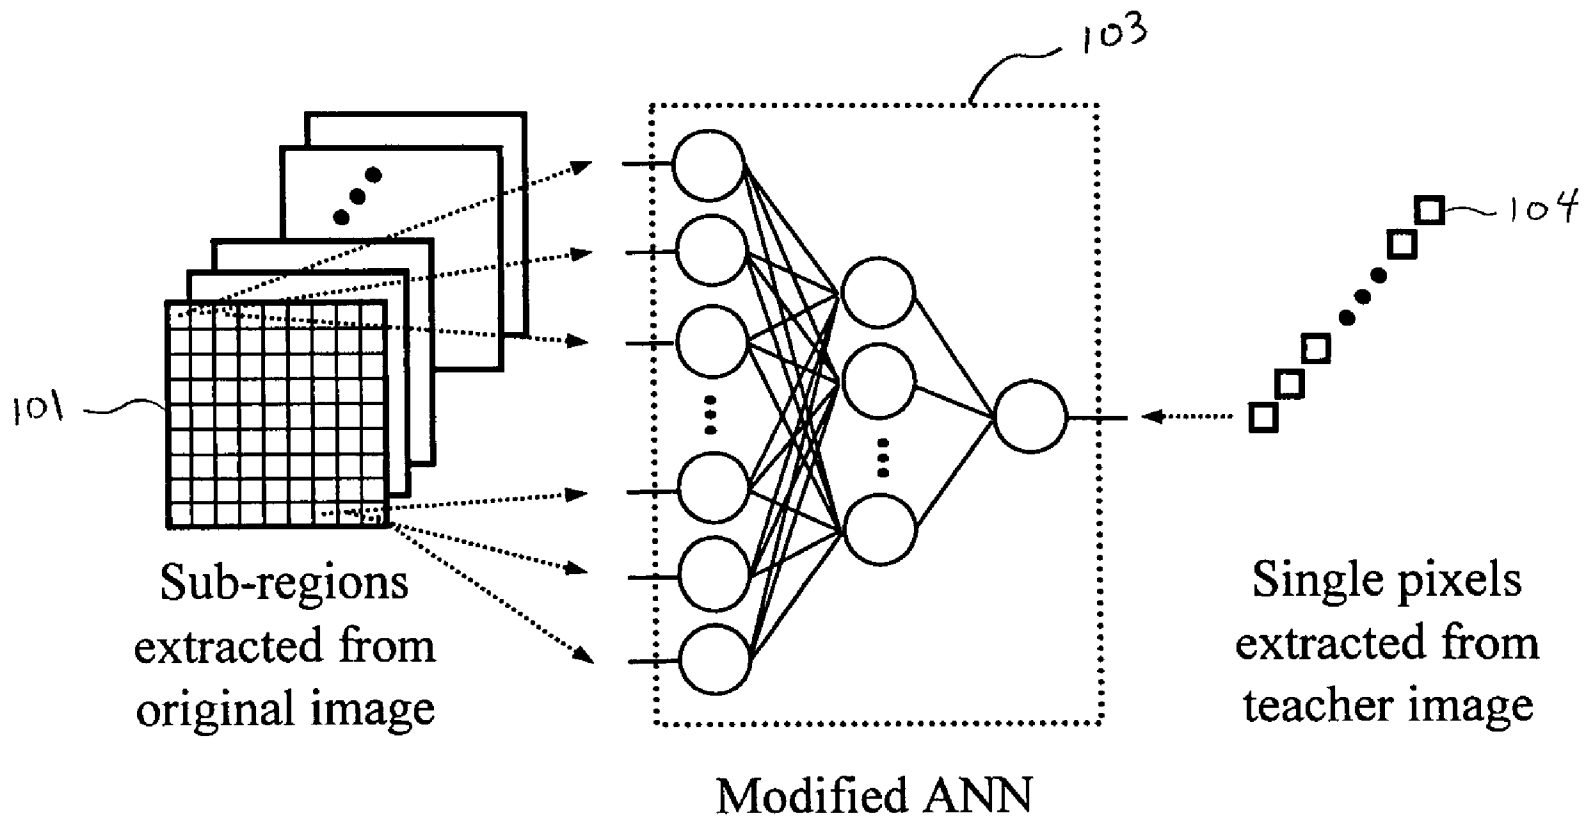 103
104
101
Sub-regions
extracted from
original image
Single pixels
extracted from
teacher image
Modified ANN